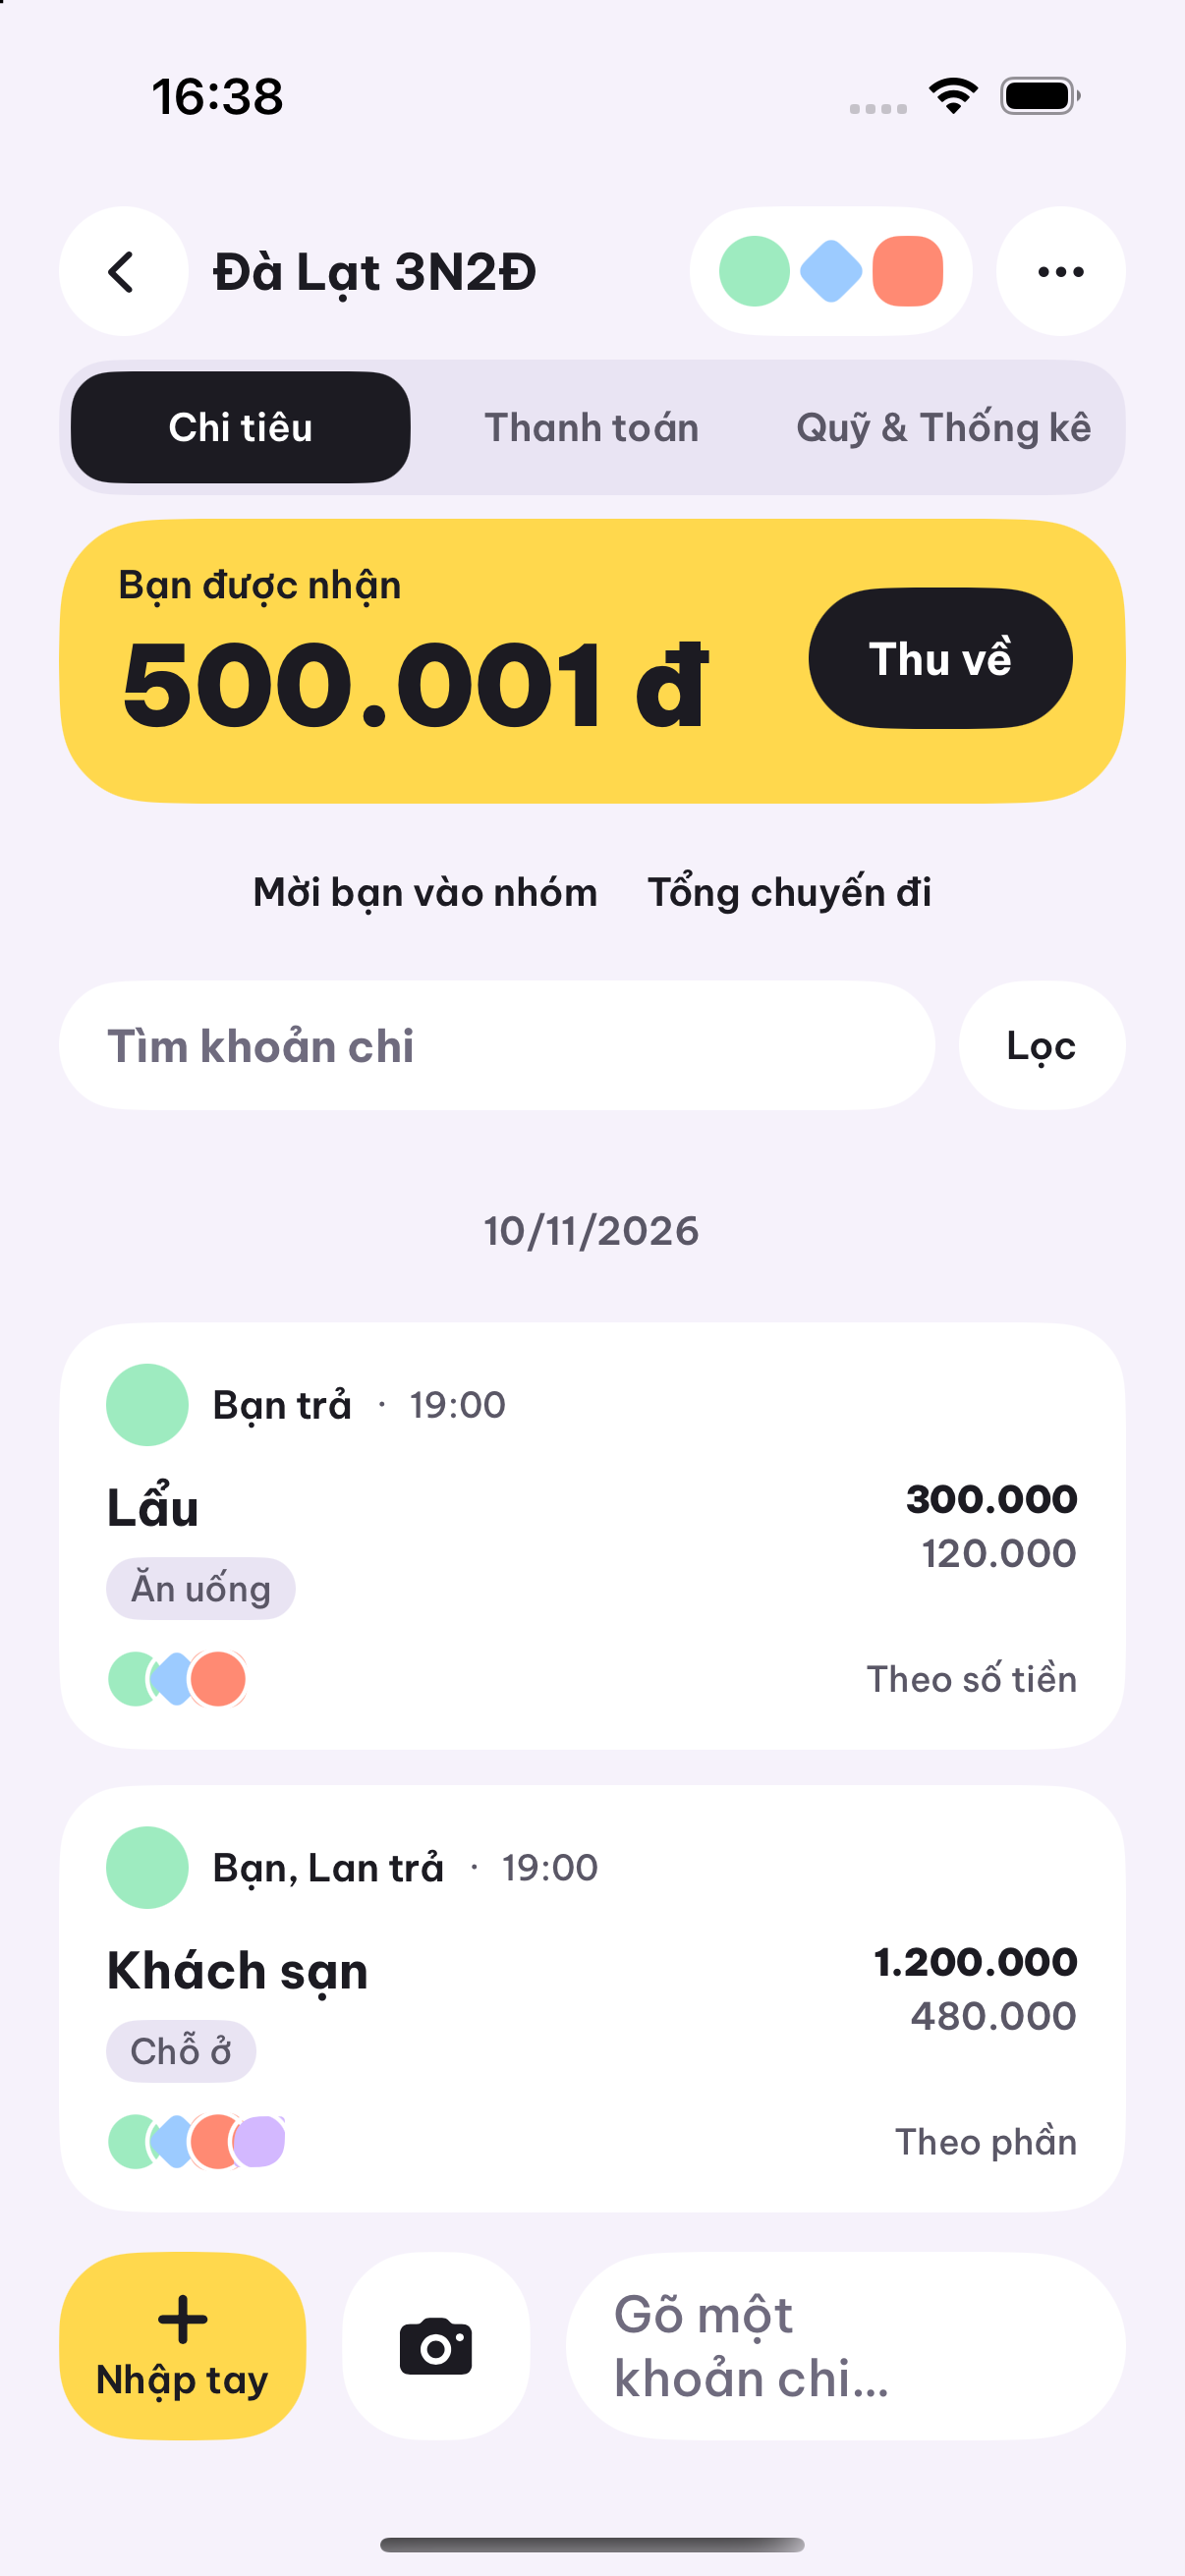 16:38
Đà Lạt 3N2Đ
Chi tiêu
Thanh toán
Quỹ & Thống kê
Bạn được nhận
500.001 đ
Thu về
Mời bạn vào nhóm
Tổng chuyến đi
Tìm khoản chi
Lọc
10/11/2026
Bạn trả · 19:00
Lẩu
300.000
120.000
Ăn uống
Theo số tiền
Bạn, Lan trả · 19:00
Khách sạn
1.200.000
480.000
Chỗ ở
Theo phần
Nhập tay
Gõ một
khoản chi...